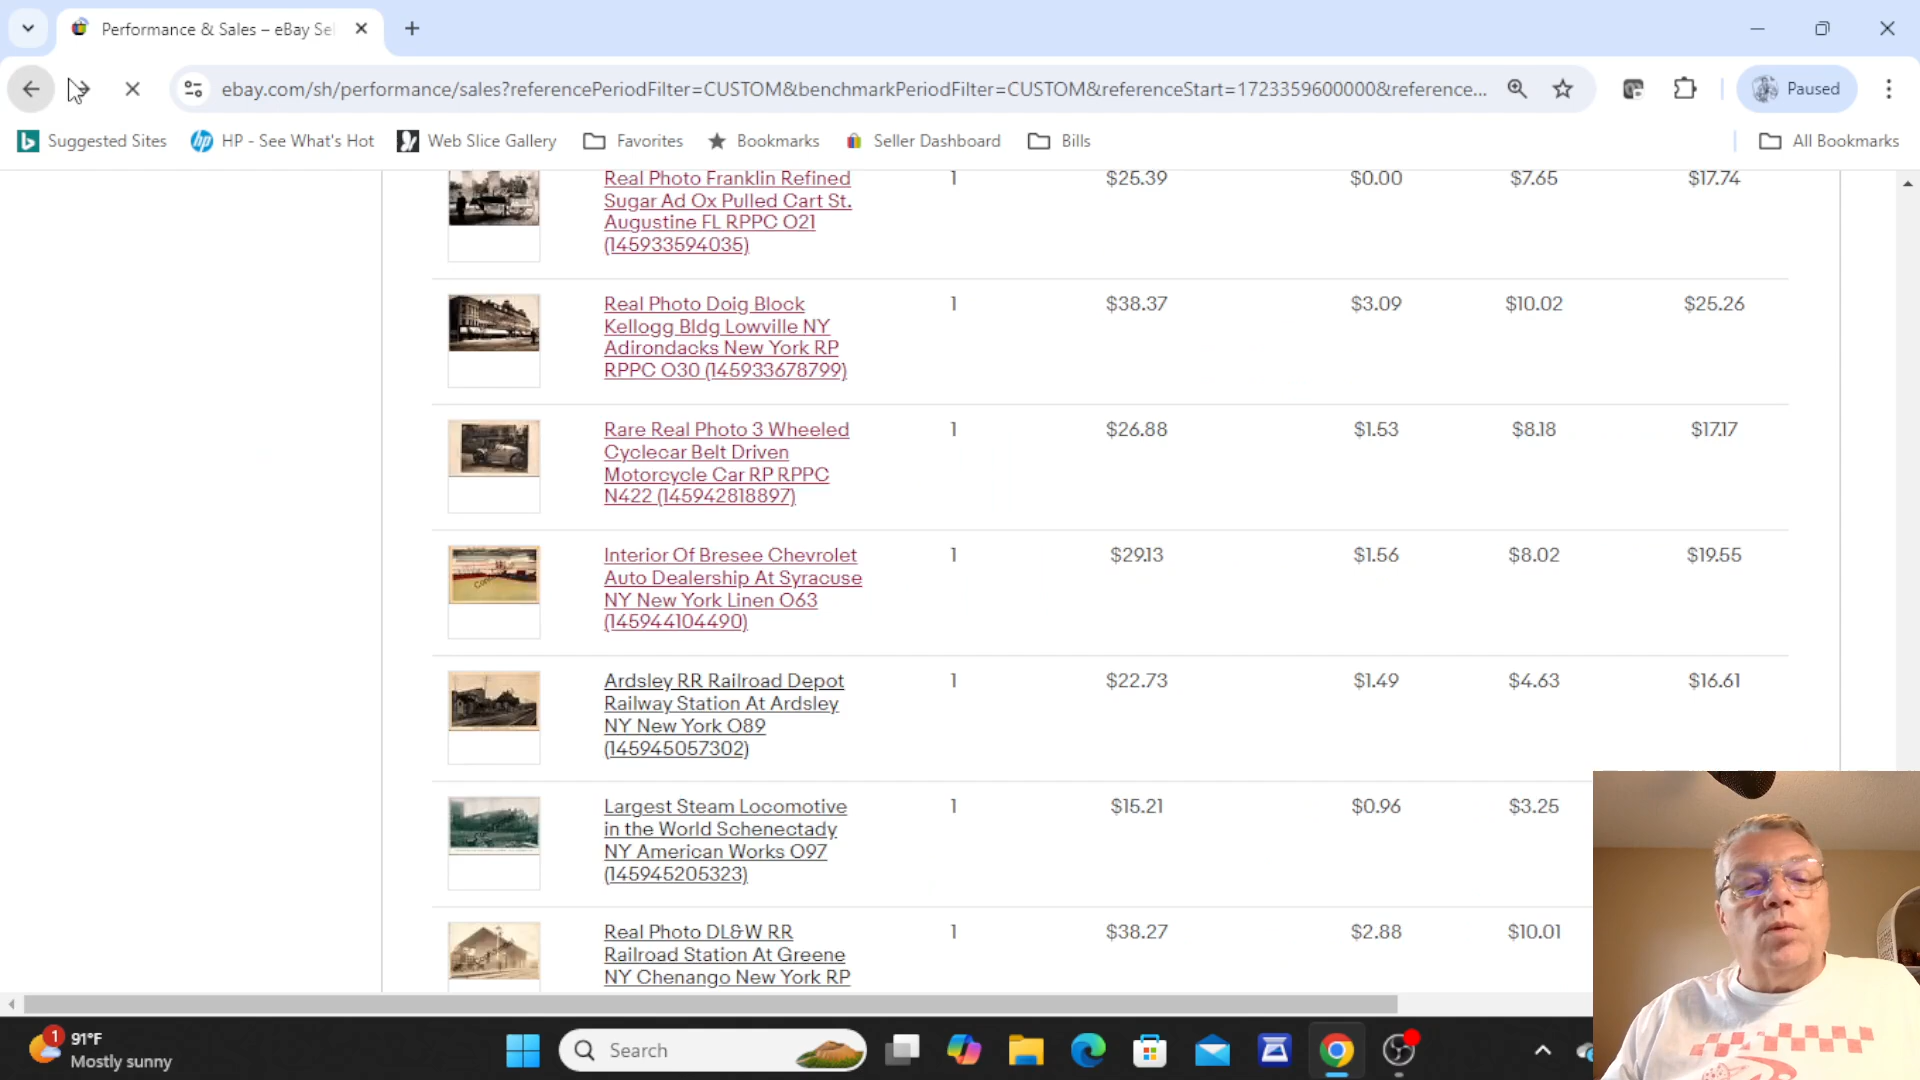 Performance & Sales – eBay Sel
ebay.com/sh/performance/sales?referencePeriodFilter=CUSTOM&benchmarkPeriodFilter=CUSTOM&referenceStart=1723359600000&reference...
Paused
Suggested Sites
HP - See What's Hot
Web Slice Gallery
Favorites
Bookmarks
Seller Dashboard
Bills
All Bookmarks
Real Photo Franklin Refined 1 $25.39 $0.00 $7.65 $17.74
Sugar Ad Ox Pulled Cart St.
Augustine FL RPPC O21
(145933594035)
Real Photo Doig Block 1 $38.37 $3.09 $10.02 $25.26
Kellogg Bldg Lowville NY
Adirondacks New York RP
RPPC O30 (145933678799)
Rare Real Photo 3 Wheeled 1 $26.88 $1.53 $8.18 $17.17
Cyclecar Belt Driven
Motorcycle Car RP RPPC
N422 (145942818897)
Interior Of Bresee Chevrolet 1 $29.13 $1.56 $8.02 $19.55
Auto Dealership At Syracuse
NY New York Linen O63
(145944104490)
Ardsley RR Railroad Depot 1 $22.73 $1.49 $4.63 $16.61
Railway Station At Ardsley
NY New York O89
(145945057302)
Largest Steam Locomotive 1 $15.21 $0.96 $3.25
in the World Schenectady
NY American Works O97
(145945205323)
Real Photo DL&W RR 1 $38.27 $2.88 $10.01
Railroad Station At Greene
NY Chenango New York RP
1
91°F
Mostly sunny
Search